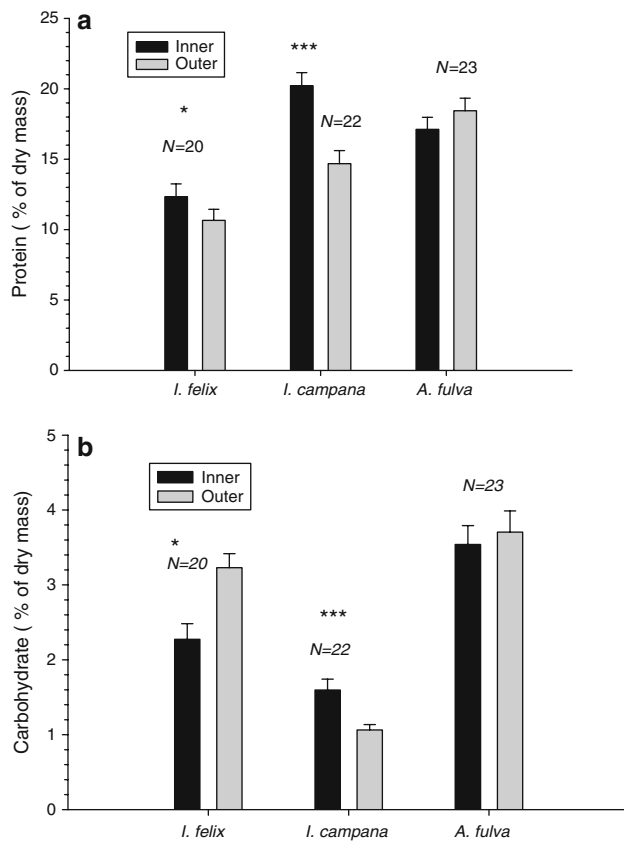 a
25
20
15
10
5
0
Protein ( % of dry mass)
Inner
Outer
*
N=20
***
N=22
N=23
I. felix
I. campana
A. fulva
b
5
4
3
2
1
0
Carbohydrate ( % of dry mass)
Inner
Outer
*
N=20
***
N=22
N=23
I. felix
I. campana
A. fulva